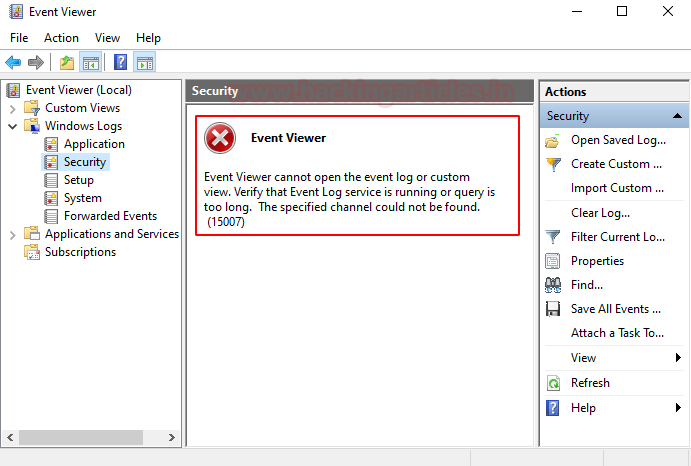 Event Viewer
File Action View Help
Event Viewer (Local)
Custom Views
Windows Logs
Application
Security
Setup
System
Forwarded Events
Applications and Services
Subscriptions
Security
www.hackingarticles.in
Event Viewer
Event Viewer cannot open the event log or custom
view. Verify that Event Log service is running or query is
too long. The specified channel could not be found.
(15007)
Actions
Security
Open Saved Log...
Create Custom ...
Import Custom ...
Clear Log...
Filter Current Lo...
Properties
Find...
Save All Events ...
Attach a Task To...
View
Refresh
Help